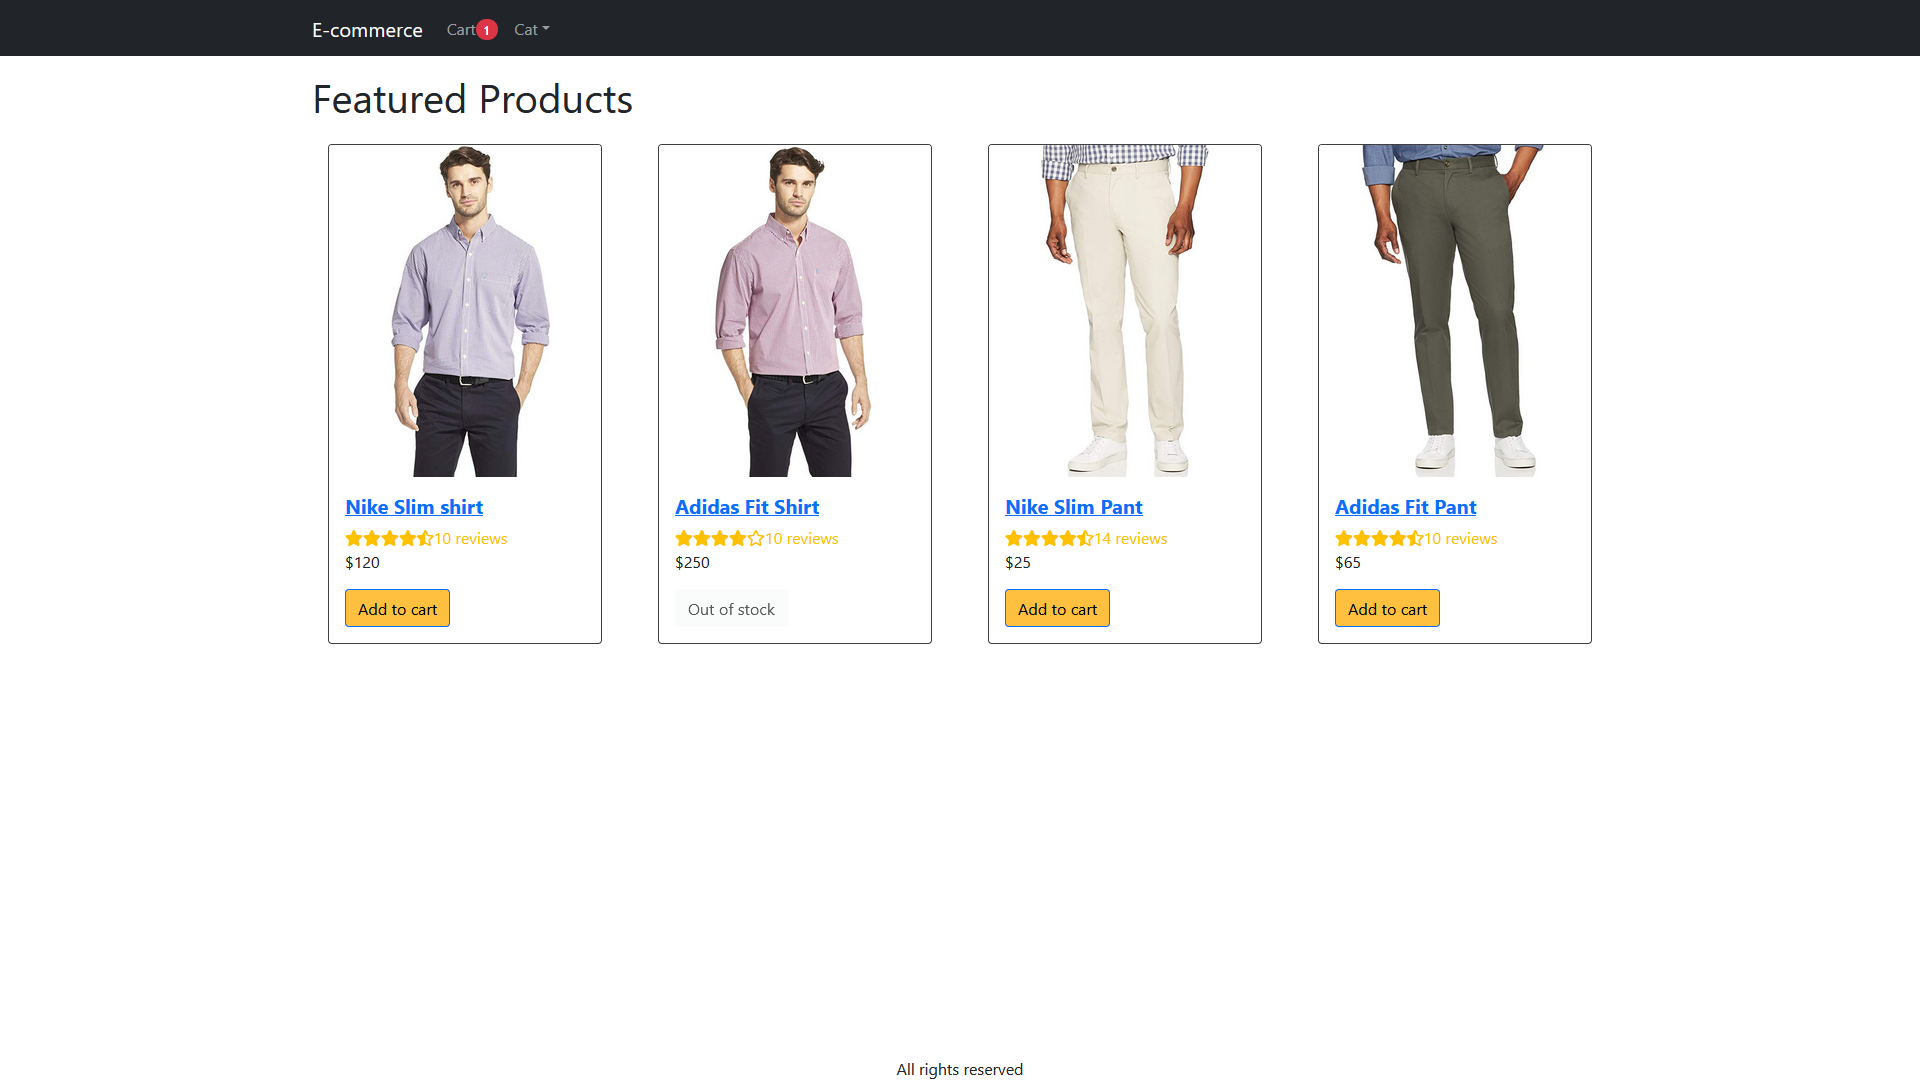 E-commerce Cart 1 Cat
Featured Products
Nike Slim shirt
10 reviews
$120
Add to cart
Adidas Fit Shirt
10 reviews
$250
Out of stock
Nike Slim Pant
14 reviews
$25
Add to cart
Adidas Fit Pant
10 reviews
$65
Add to cart
All rights reserved